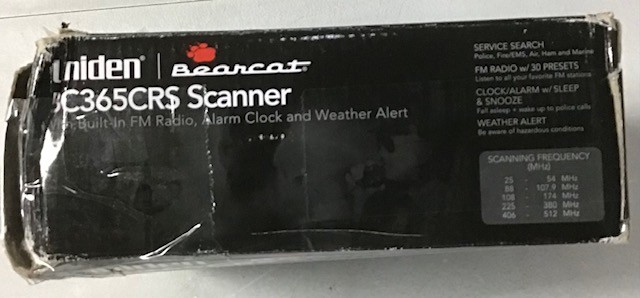 uniden® | Bearcat®
BC365CRS Scanner
With Built-In FM Radio, Alarm Clock and Weather Alert
SERVICE SEARCH
Police, Fire/EMS, Air, Ham and Marine
FM RADIO w/ 30 PRESETS
Listen to all your favorite FM stations
CLOCK/ALARM w/ SLEEP
& SNOOZE
Fall asleep + wake up to police calls
WEATHER ALERT
Be aware of hazardous conditions
SCANNING FREQUENCY
(MHz)
25 - 54 MHz
88 - 107.9 MHz
108 - 174 MHz
225 - 380 MHz
406 - 512 MHz